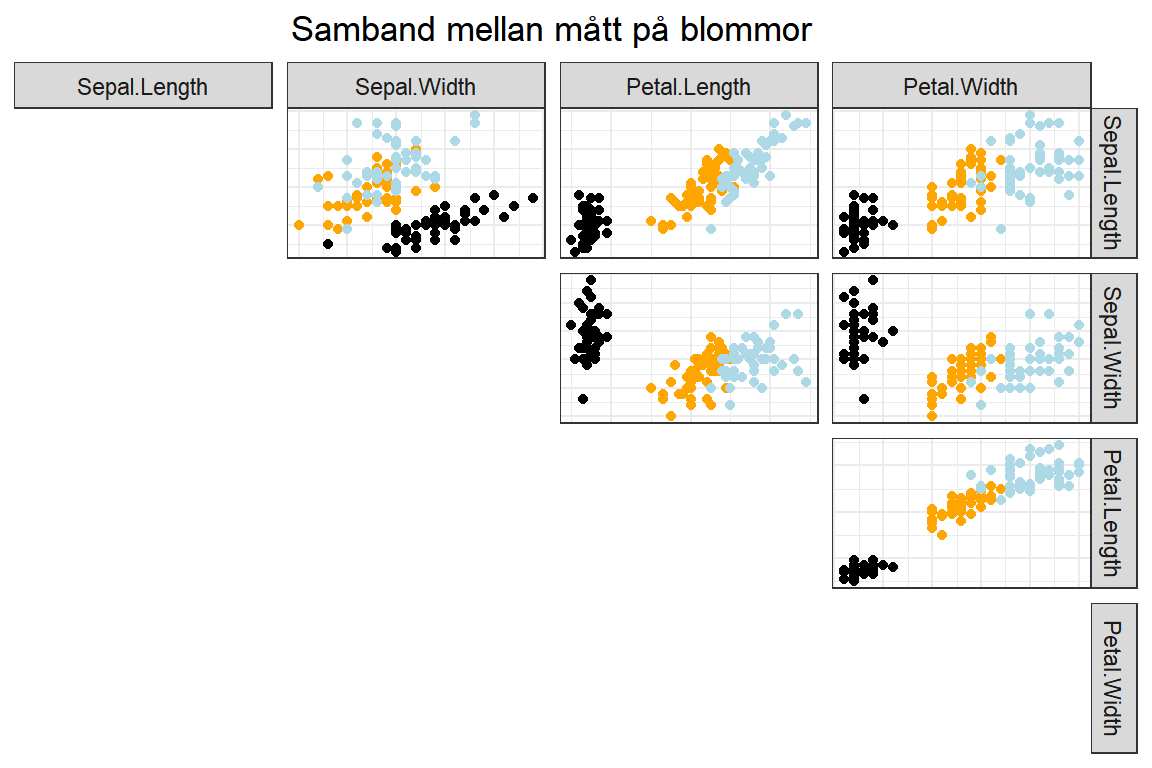 Samband mellan mått på blommor
Sepal.Length
Sepal.Width
Petal.Length
Petal.Width
Sepal.Length
Sepal.Width
Petal.Length
Petal.Width